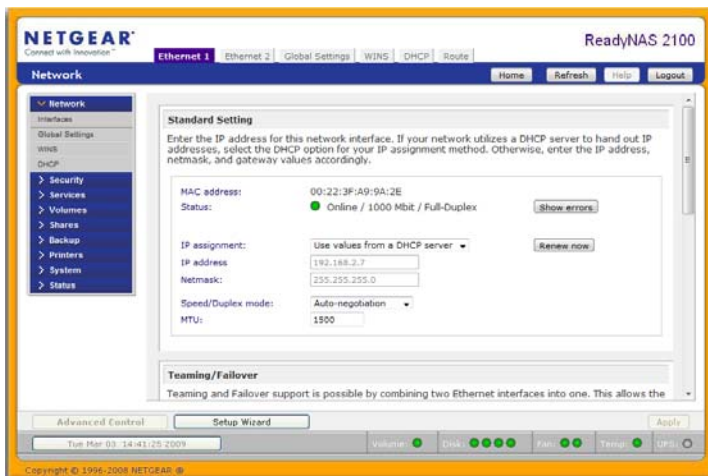 NETGEAR
Connect with Innovation™
ReadyNAS 2100
Ethernet 1 Ethernet 2 Global Settings WINS DHCP Route
Network
Home Refresh Help Logout
Network
Interfaces
Global Settings
WINS
DHCP
> Security
> Services
> Volumes
> Shares
> Backup
> Printers
> System
> Status
Standard Setting
Enter the IP address for this network interface. If your network utilizes a DHCP server to hand out IP
addresses, select the DHCP option for your IP assignment method. Otherwise, enter the IP address,
netmask, and gateway values accordingly.
MAC address: 00:22:3F:A9:9A:2E
Status: Online / 1000 Mbit / Full-Duplex Show errors
IP assignment: Use values from a DHCP server Renew now
IP address 192.168.2.7
Netmask: 255.255.255.0
Speed/Duplex mode: Auto-negotiation
MTU: 1500
Teaming/Failover
Teaming and Failover support is possible by combining two Ethernet interfaces into one. This allows the
Advanced Control Setup Wizard Apply
Tue Mar 03 14:41:25 2009 Volume: Disk: Fan: Temp: UPS:
Copyright © 1996-2008 NETGEAR ®